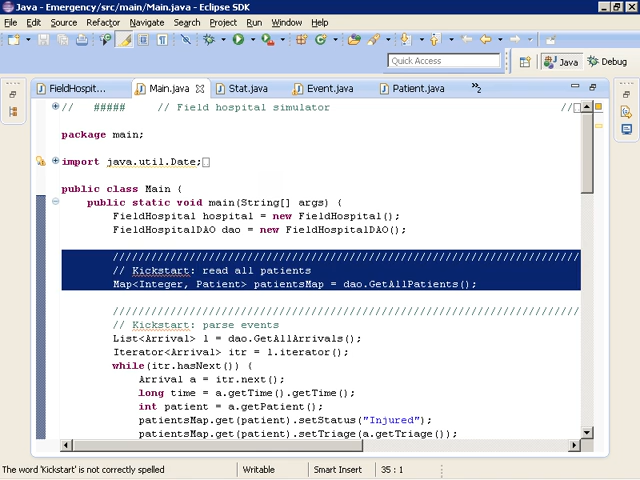 Java - Emergency/src/main/Main.java - Eclipse SDK
File Edit Source Refactor Navigate Search Project Run Window Help
Quick Access
Java
Debug
FieldHospit...
Main.java
Stat.java
Event.java
Patient.java
»2
// ##### // Field hospital simulator //
package main;
import java.util.Date;
public class Main {
public static void main(String[] args) {
FieldHospital hospital = new FieldHospital();
FieldHospitalDAO dao = new FieldHospitalDAO();
/////////////////////////////////////////////////////////////////////////
// Kickstart: read all patients
Map<Integer, Patient> patientsMap = dao.GetAllPatients();
/////////////////////////////////////////////////////////////////////////
// Kickstart: parse events
List<Arrival> l = dao.GetAllArrivals();
Iterator<Arrival> itr = l.iterator();
while(itr.hasNext()) {
Arrival a = itr.next();
long time = a.getTime().getTime();
int patient = a.getPatient();
patientsMap.get(patient).setStatus("Injured");
patientsMap.get(patient).setTriage(a.getTriage());
The word 'Kickstart' is not correctly spelled
Writable
Smart Insert
35 : 1